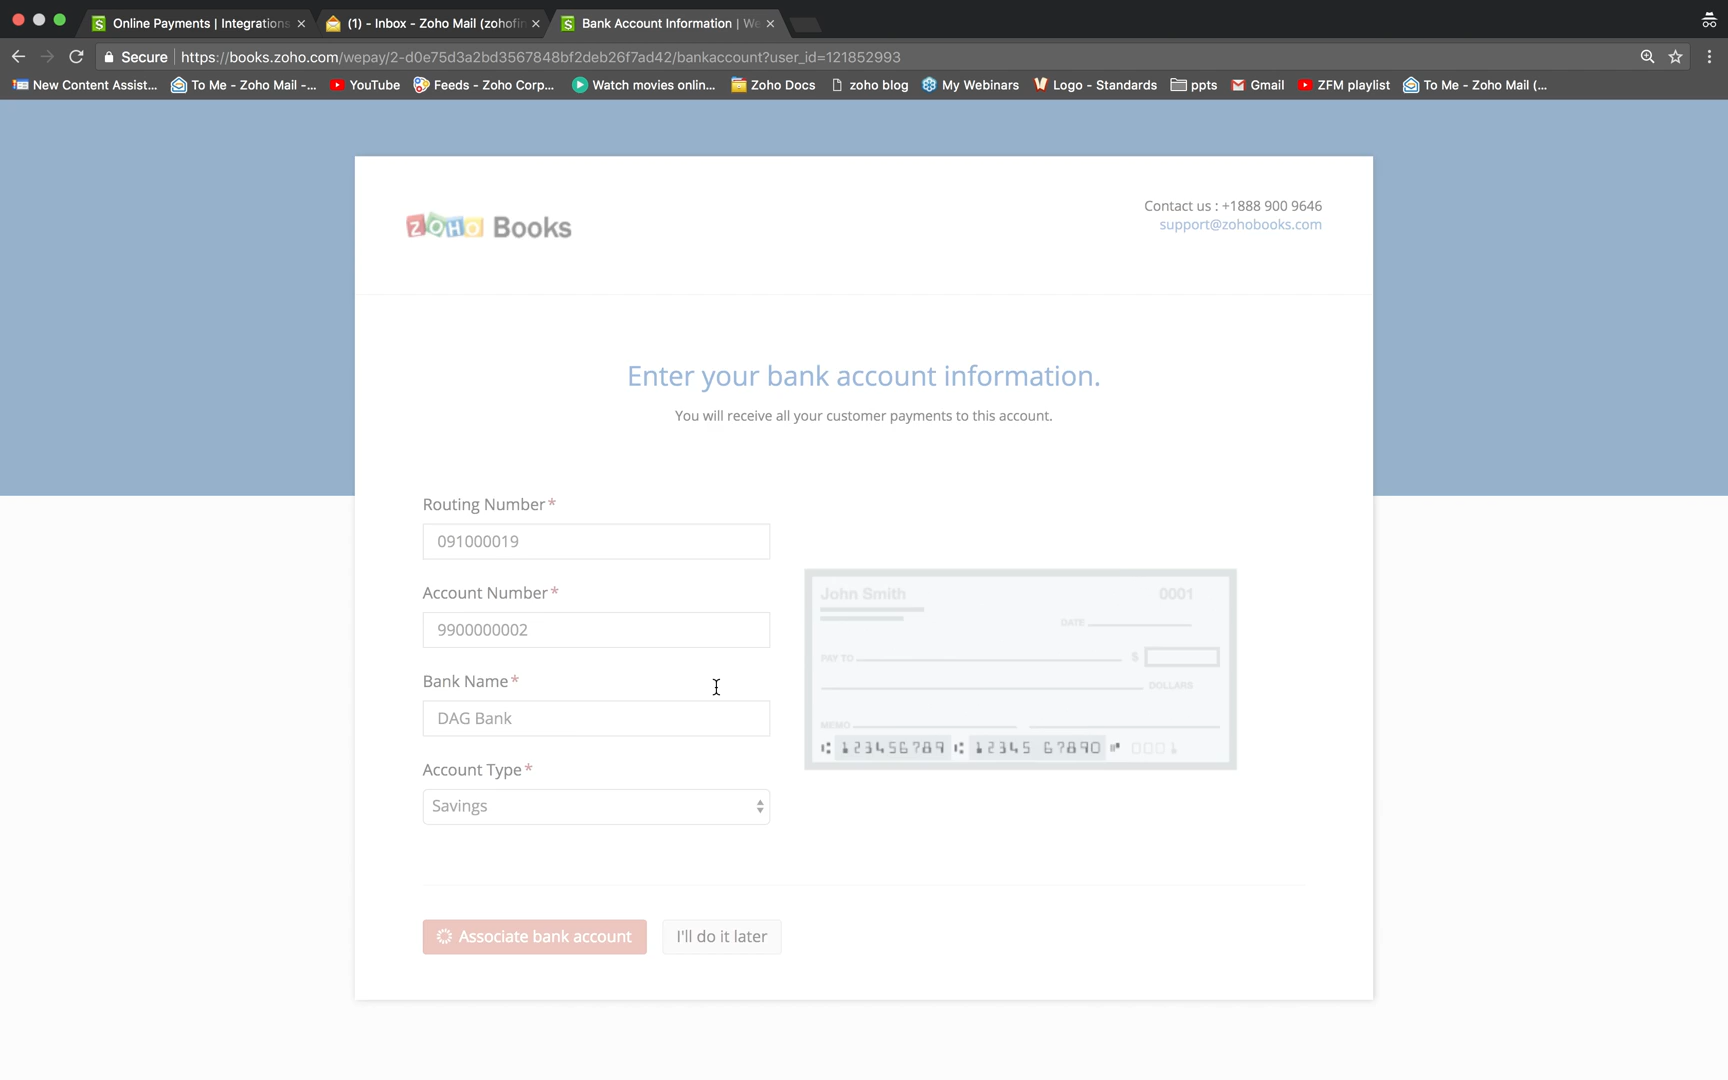 Online Payments | Integrations
(1) - Inbox - Zoho Mail (zohofin
Bank Account Information | We
Secure
https://books.zoho.com/wepay/2-d0e75d3a2bd3567848bf2deb26f7ad42/bankaccount?user_id=121852993
New Content Assist...
To Me - Zoho Mail -...
YouTube
Feeds - Zoho Corp...
Watch movies onlin...
Zoho Docs
zoho blog
My Webinars
Logo - Standards
ppts
Gmail
ZFM playlist
To Me - Zoho Mail (...
ZOHO Books
Contact us : +1888 900 9646
support@zohobooks.com
Enter your bank account information.
You will receive all your customer payments to this account.
Routing Number*
091000019
Account Number*
9900000002
Bank Name*
DAG Bank
Account Type*
Savings
John Smith
0001
DATE
PAY TO
$
DOLLARS
MEMO
⑆ 123456789 ⑆ 12345 67890 ⑈ 0001
Associate bank account
I'll do it later